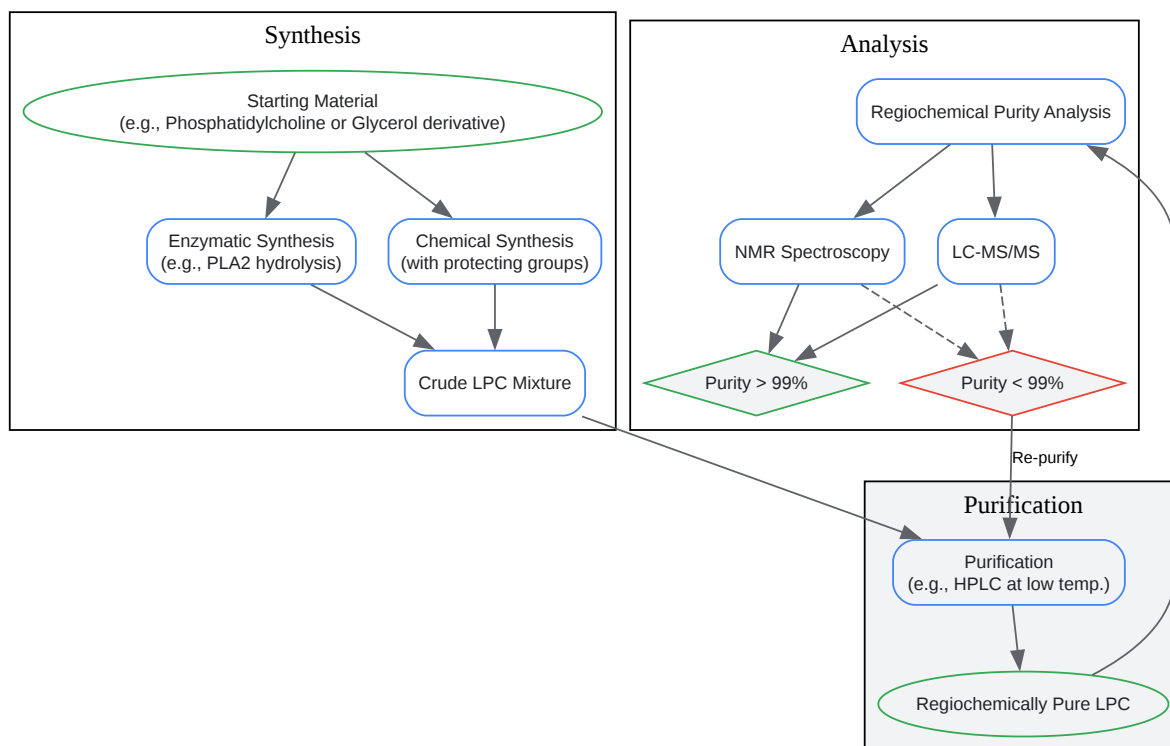 Synthesis
Starting Material
(e.g., Phosphatidylcholine or Glycerol derivative)
Enzymatic Synthesis
(e.g., PLA2 hydrolysis)
Chemical Synthesis
(with protecting groups)
Crude LPC Mixture
Analysis
Regiochemical Purity Analysis
NMR Spectroscopy
LC-MS/MS
Purity > 99%
Purity < 99%
Re-purify
Purification
Purification
(e.g., HPLC at low temp.)
Regiochemically Pure LPC